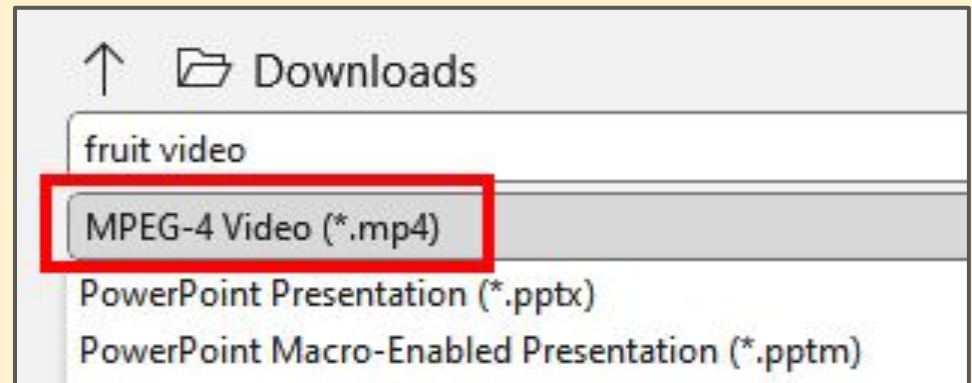 Downloads
fruit video
MPEG-4 Video (*.mp4)
PowerPoint Presentation (*.pptx)
PowerPoint Macro-Enabled Presentation (*.pptm)